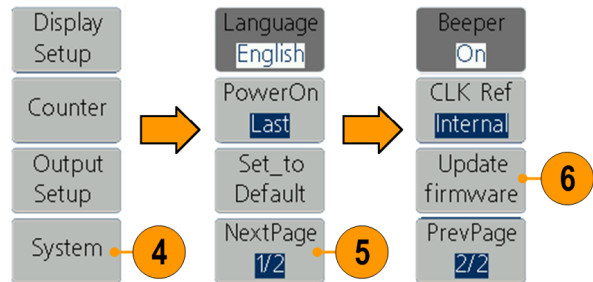 Display
Setup
Counter
Output
Setup
System
4
Language
English
PowerOn
Last
Set_to
Default
NextPage
1/2
5
Beeper
On
CLK Ref
Internal
Update
firmware
6
PrevPage
2/2